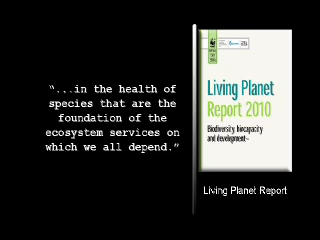 “...in the health of
species that are the
foundation of the
ecosystem services on
which we all depend.”
WWF
Living Planet
Report 2010
Biodiversity, biocapacity
and development
Living Planet Report